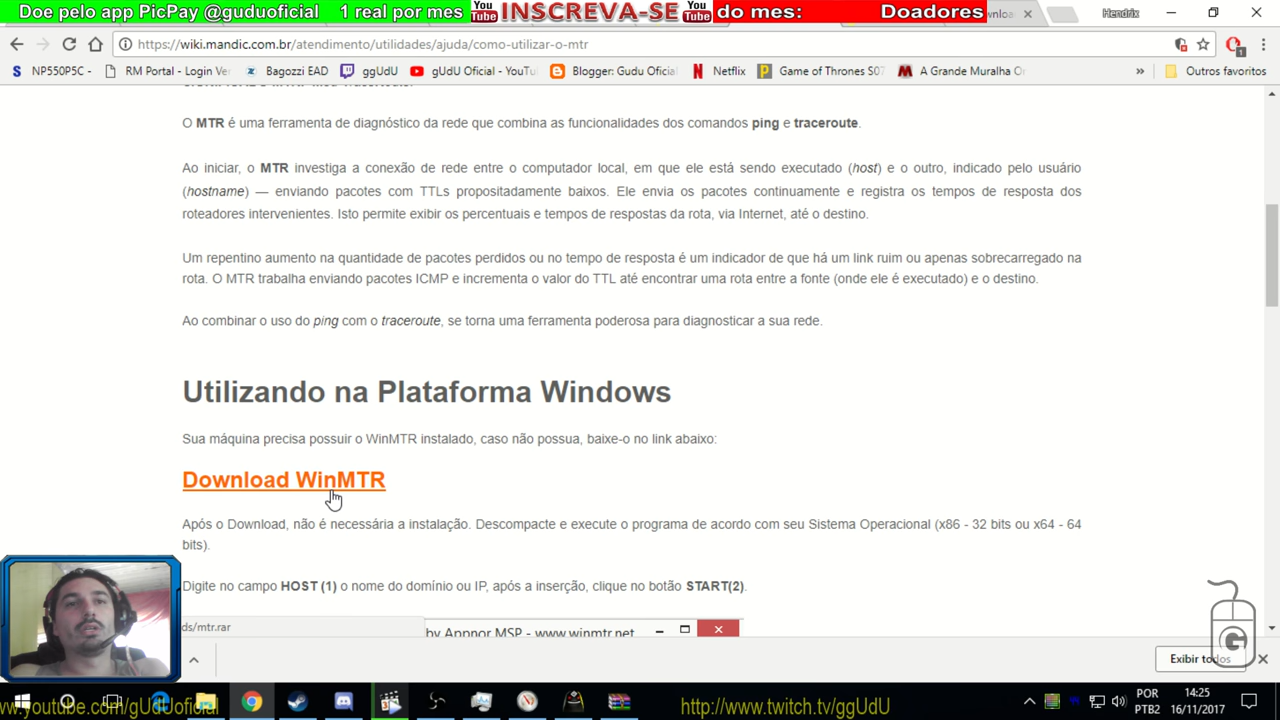 Doe pelo app PicPay @guduoficial 1 real por mes You Tube INSCREVA-SE You Tube do mes: Doadores
Hendrix
https://wiki.mandic.com.br/atendimento/utilidades/ajuda/como-utilizar-o-mtr
NP550P5C - RM Portal - Login Ve Bagozzi EAD ggUdU gUdU Oficial - YouTu Blogger: Gudu Oficial Netflix Game of Thrones S07 A Grande Muralha Or » Outros favoritos
O MTR é uma ferramenta de diagnóstico da rede que combina as funcionalidades dos comandos ping e traceroute.
Ao iniciar, o MTR investiga a conexão de rede entre o computador local, em que ele está sendo executado (host) e o outro, indicado pelo usuário
(hostname) — enviando pacotes com TTLs propositadamente baixos. Ele envia os pacotes continuamente e registra os tempos de resposta dos
roteadores intervenientes. Isto permite exibir os percentuais e tempos de respostas da rota, via Internet, até o destino.
Um repentino aumento na quantidade de pacotes perdidos ou no tempo de resposta é um indicador de que há um link ruim ou apenas sobrecarregado na
rota. O MTR trabalha enviando pacotes ICMP e incrementa o valor do TTL até encontrar uma rota entre a fonte (onde ele é executado) e o destino.
Ao combinar o uso do ping com o traceroute, se torna uma ferramenta poderosa para diagnosticar a sua rede.
Utilizando na Plataforma Windows
Sua máquina precisa possuir o WinMTR instalado, caso não possua, baixe-o no link abaixo:
Download WinMTR
Após o Download, não é necessária a instalação. Descompacte e execute o programa de acordo com seu Sistema Operacional (x86 - 32 bits ou x64 - 64
bits).
Digite no campo HOST (1) o nome do domínio ou IP, após a inserção, clique no botão START(2).
ds/mtr.rar
by Appnor MSP - www.winmtr.net
Exibir todos
POR 14:25
PTB2 16/11/2017
www.youtube.com/gUdUoficial http://www.twitch.tv/ggUdU